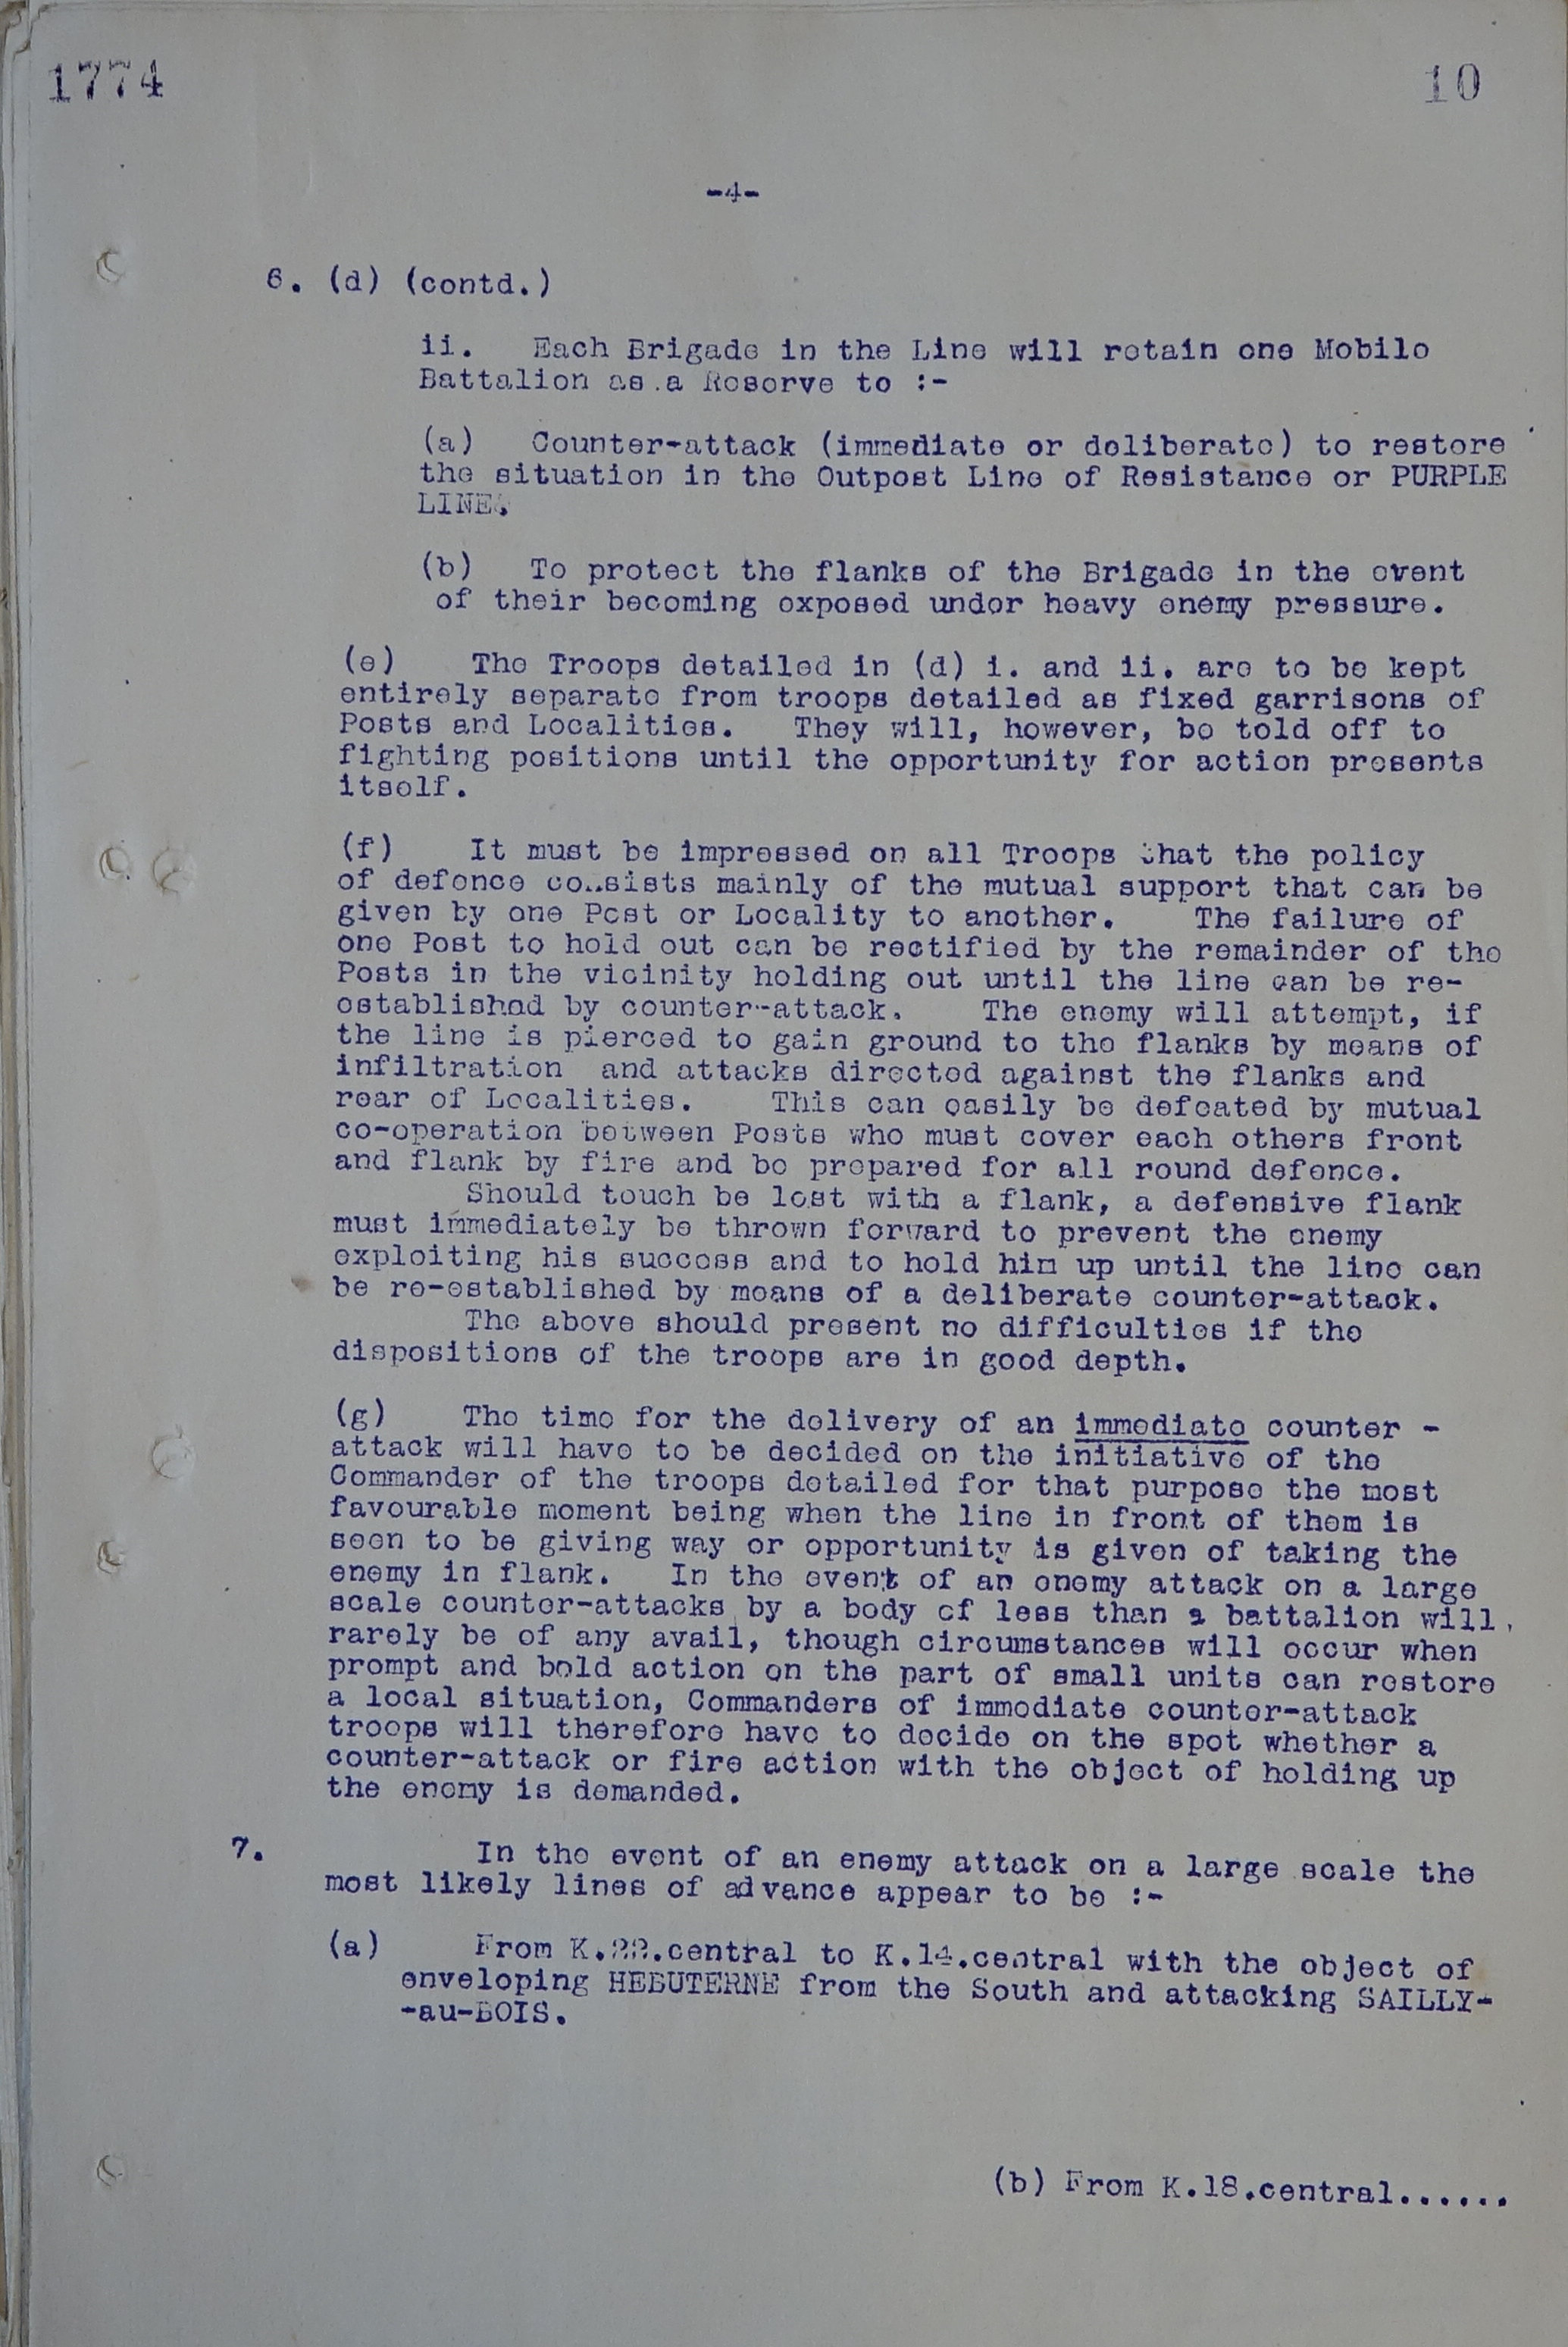 1774
10
-4-
6. (d) (contd.)
ii. Each Brigade in the Line will retain one Mobile
Battalion as a Reserve to :-
(a) Counter-attack (immediate or deliberate) to restore
the situation in the Outpost Line of Resistance or PURPLE
LINE.
(b) To protect the flanks of the Brigade in the event
of their becoming exposed under heavy enemy pressure.
(e) The Troops detailed in (d) i. and ii. are to be kept
entirely separate from troops detailed as fixed garrisons of
Posts and Localities. They will, however, be told off to
fighting positions until the opportunity for action presents
itself.
(f) It must be impressed on all Troops that the policy
of defence consists mainly of the mutual support that can be
given by one Post or Locality to another. The failure of
one Post to hold out can be rectified by the remainder of the
Posts in the vicinity holding out until the line can be re-
established by counter-attack. The enemy will attempt, if
the line is pierced to gain ground to the flanks by means of
infiltration and attacks directed against the flanks and
rear of Localities. This can easily be defeated by mutual
co-operation between Posts who must cover each others front
and flank by fire and be prepared for all round defence.
Should touch be lost with a flank, a defensive flank
must immediately be thrown forward to prevent the enemy
exploiting his success and to hold him up until the line can
be re-established by means of a deliberate counter-attack.
The above should present no difficulties if the
dispositions of the troops are in good depth.
(g) The time for the delivery of an immediate counter -
attack will have to be decided on the initiative of the
Commander of the troops detailed for that purpose the most
favourable moment being when the line in front of them is
seen to be giving way or opportunity is given of taking the
enemy in flank. In the event of an enemy attack on a large
scale counter-attacks by a body of less than a battalion will
rarely be of any avail, though circumstances will occur when
prompt and bold action on the part of small units can restore
a local situation, Commanders of immediate counter-attack
troops will therefore have to decide on the spot whether a
counter-attack or fire action with the object of holding up
the enemy is demanded.
7. In the event of an enemy attack on a large scale the
most likely lines of advance appear to be :-
(a) From K.22.central to K.14.central with the object of
enveloping HEBUTERNE from the South and attacking SAILLY-
-au-BOIS.
(b) From K.18.central......